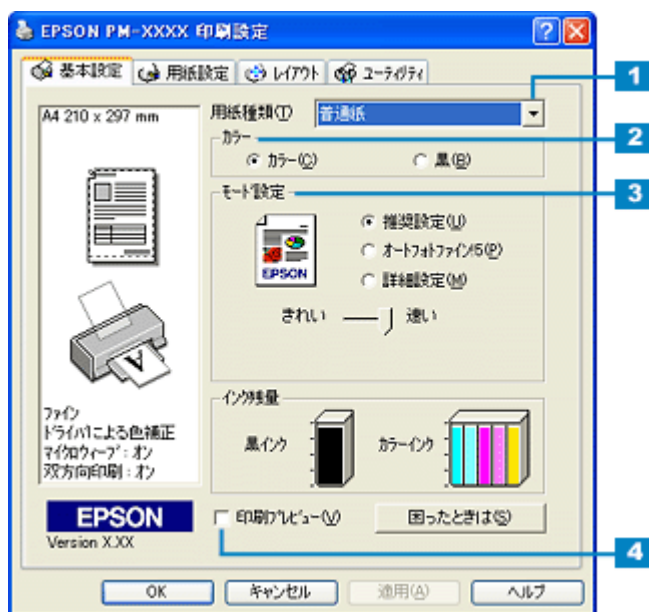 EPSON PM-XXXX 印刷設定
基本設定 用紙設定 レイアウト ユーティリティ
1
A4 210 x 297 mm
用紙種類(T) 普通紙
2
カラー
カラー(C) 黒(B)
3
モード設定
推奨設定(U)
オートフォトファイン!5(P)
詳細設定(M)
EPSON
きれい 速い
A
インク残量
黒インク カラーインク
ファイン
ドライバによる色補正
マイクロウィーブ:オン
双方向印刷:オン
EPSON
Version X.XX
印刷プレビュー(V) 困ったときは(S)
4
OK キャンセル 適用(A) ヘルプ